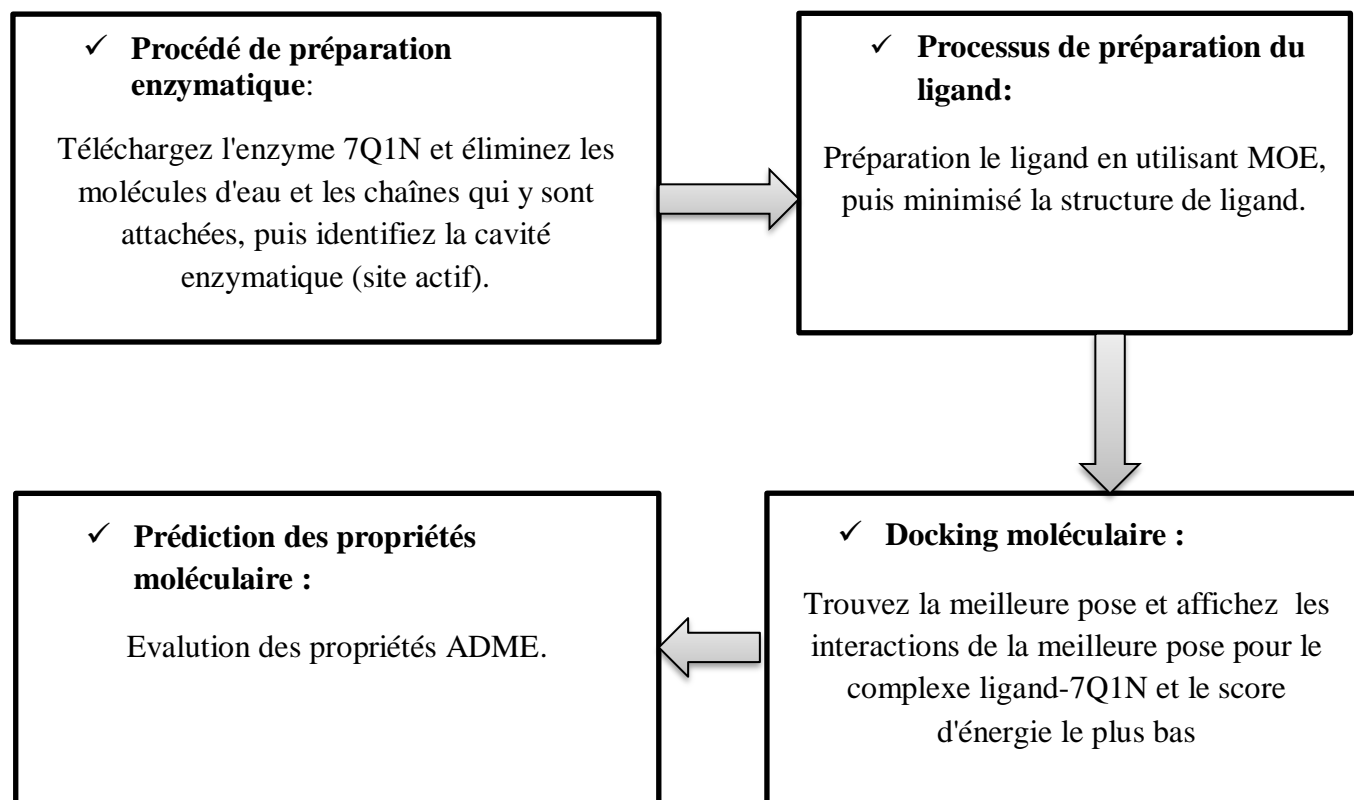 ✓ Procédé de préparation
enzymatique:
Téléchargez l'enzyme 7Q1N et éliminez les
molécules d'eau et les chaînes qui y sont
attachées, puis identifiez la cavité
enzymatique (site actif).
✓ Processus de préparation du
ligand:
Préparation le ligand en utilisant MOE,
puis minimisé la structure de ligand.
✓ Docking moléculaire :
Trouvez la meilleure pose et affichez les
interactions de la meilleure pose pour le
complexe ligand-7Q1N et le score
d'énergie le plus bas
✓ Prédiction des propriétés
moléculaire :
Evalution des propriétés ADME.